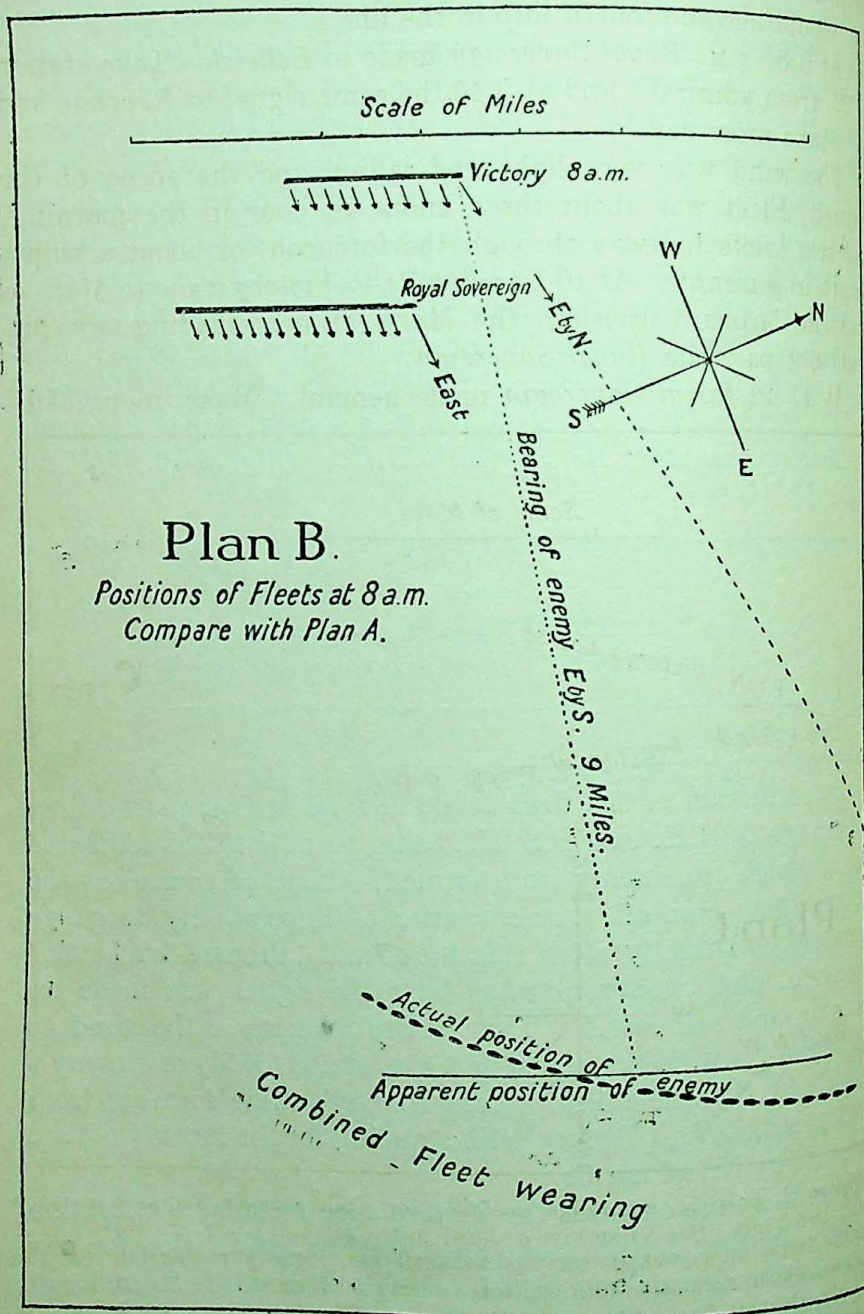 Scale of Miles
Victory 8 a.m.
Royal Sovereign
E by N.
East
W
N
S
E
Bearing of enemy E by S. 9 Miles.
Plan B.
Positions of Fleets at 8 a.m.
Compare with Plan A.
Actual position of
Apparent position of enemy
Combined Fleet wearing